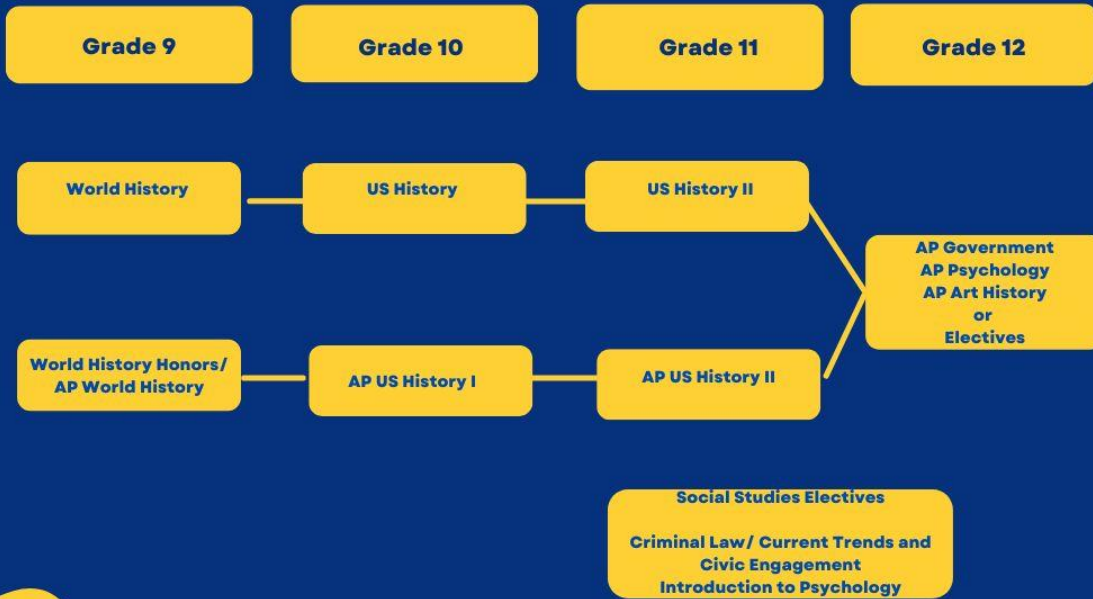 Grade 9
Grade 10
Grade 11
Grade 12
World History
US History
US History II
AP Government
AP Psychology
AP Art History
or
Electives
World History Honors/
AP World History
AP US History I
AP US History II
Social Studies Electives
Criminal Law/ Current Trends and
Civic Engagement
Introduction to Psychology